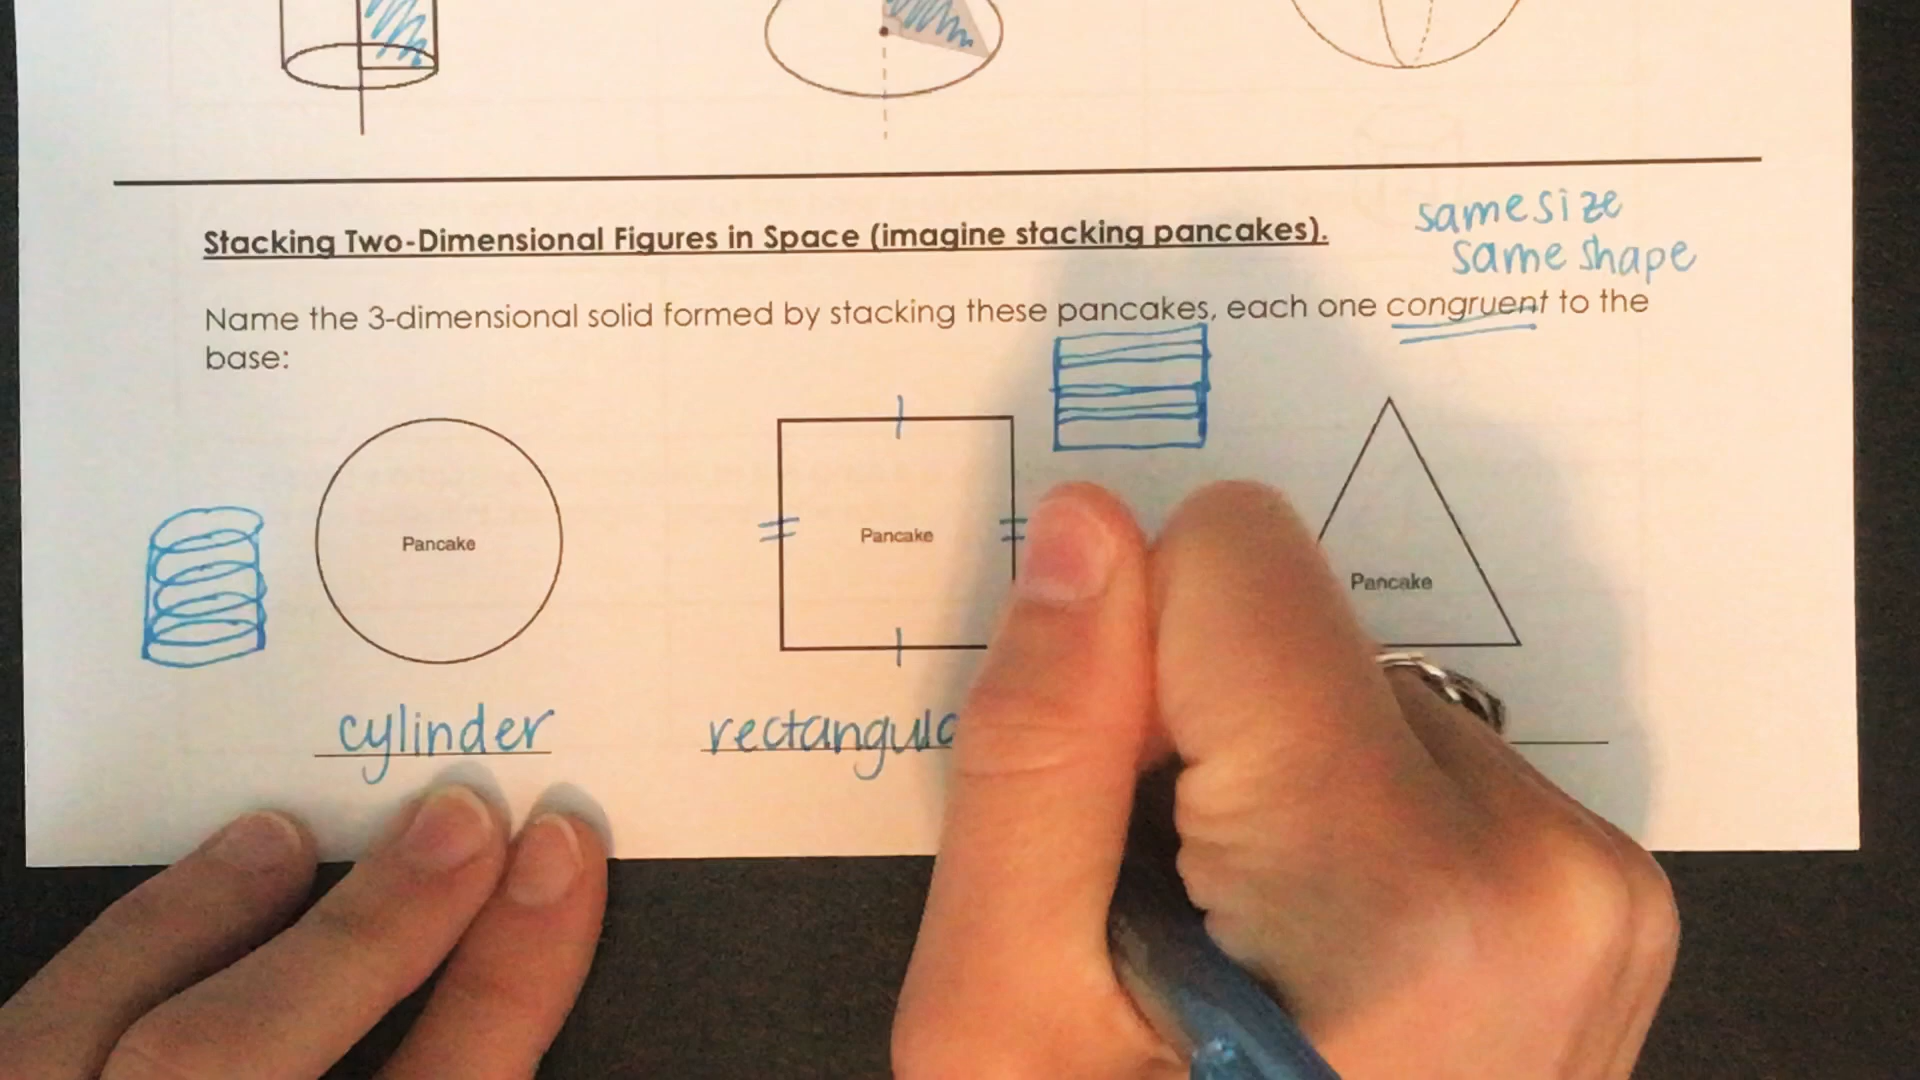 same size
same shape
Stacking Two-Dimensional Figures in Space (imagine stacking pancakes).
Name the 3-dimensional solid formed by stacking these pancakes, each one congruent to the
base:
Pancake
Pancake
Pancake
cylinder